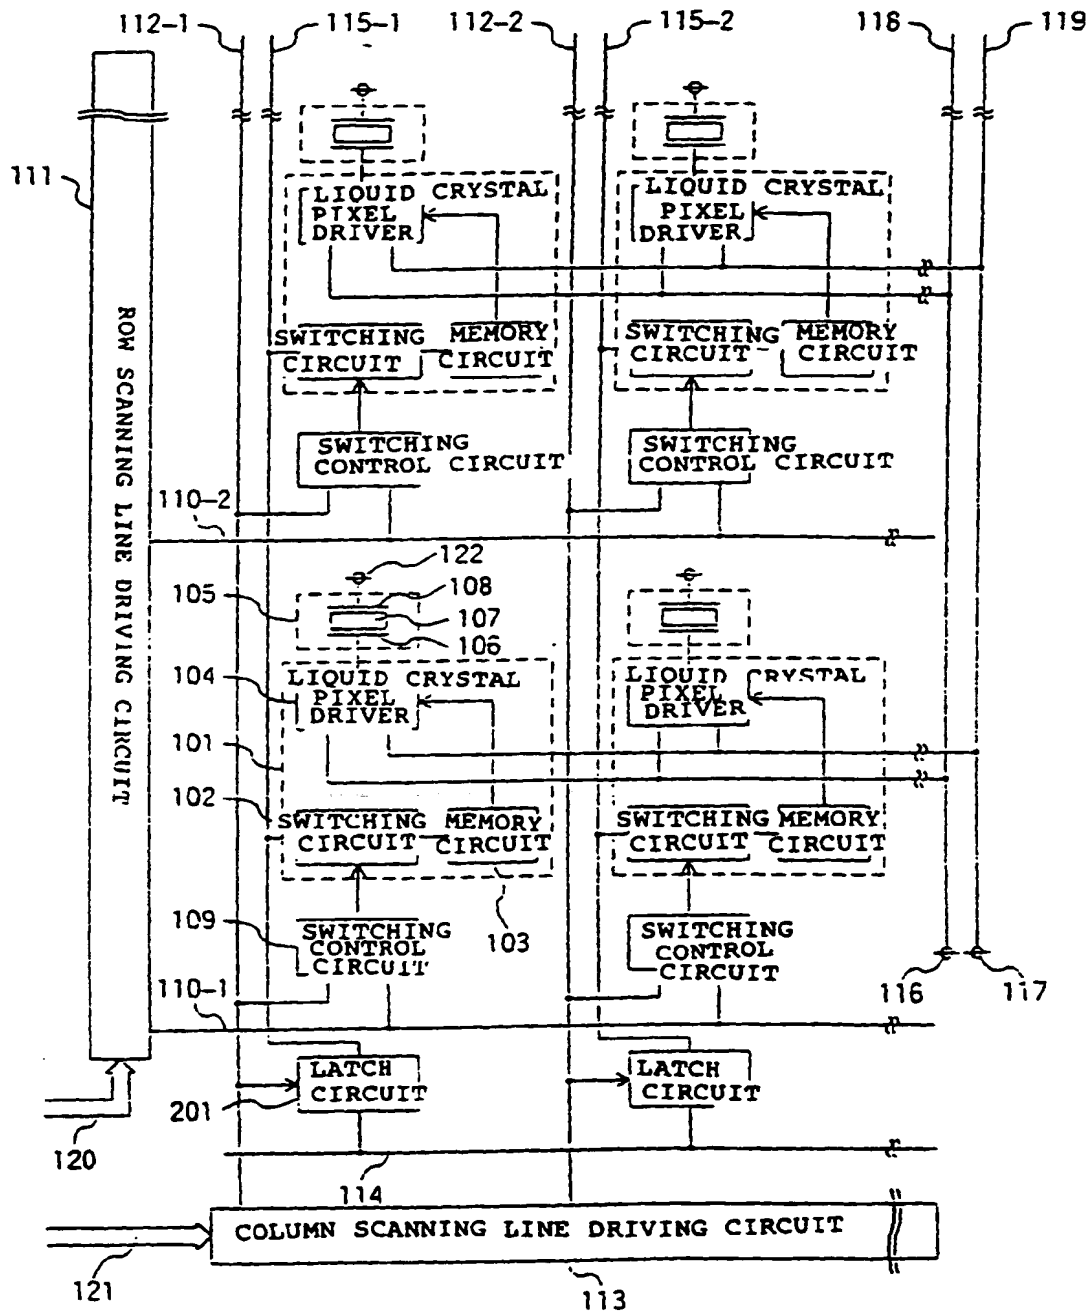 112-1 115-1 112-2 115-2 118 119
111
LIQUID CRYSTAL
PIXEL
DRIVER
LIQUID CRYSTAL
PIXEL
DRIVER
SWITCHING
CIRCUIT
MEMORY
CIRCUIT
SWITCHING
CIRCUIT
MEMORY
CIRCUIT
ROW SCANNING LINE DRIVING CIRCUIT
SWITCHING
CONTROL CIRCUIT
SWITCHING
CONTROL CIRCUIT
110-2
122
105
108
107
106
104
LIQUID CRYSTAL
PIXEL
DRIVER
LIQUID CRYSTAL
PIXEL
DRIVER
101
102
SWITCHING
CIRCUIT
MEMORY
CIRCUIT
SWITCHING
CIRCUIT
MEMORY
CIRCUIT
109
SWITCHING
CONTROL
CIRCUIT
103
SWITCHING
CONTROL
CIRCUIT
110-1
116
117
LATCH
CIRCUIT
LATCH
CIRCUIT
201
120
114
COLUMN SCANNING LINE DRIVING CIRCUIT
121
113